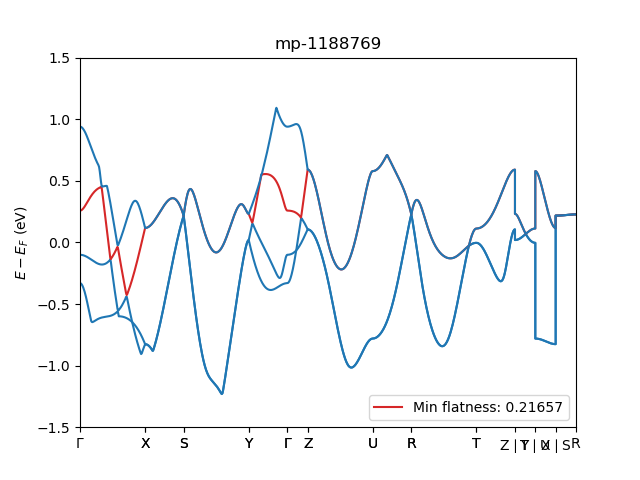 mp-1188769
E − E_F (eV)
1.5
1.0
0.5
0.0
−0.5
−1.0
−1.5
Min flatness: 0.21657
Γ X S Y Γ Z U R T Z | Y | X | S R